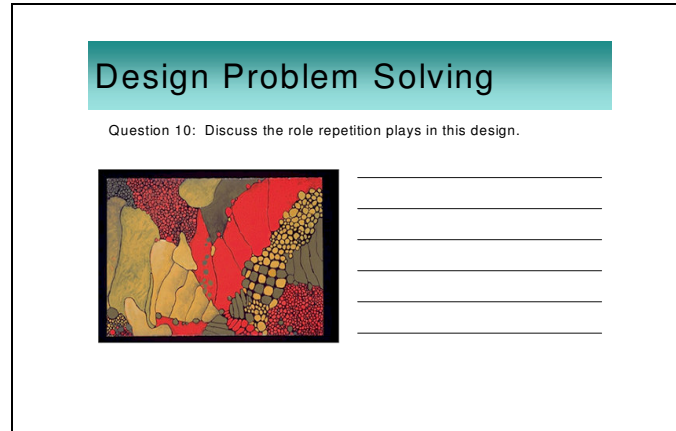 Design Problem Solving
Question 10: Discuss the role repetition plays in this design.